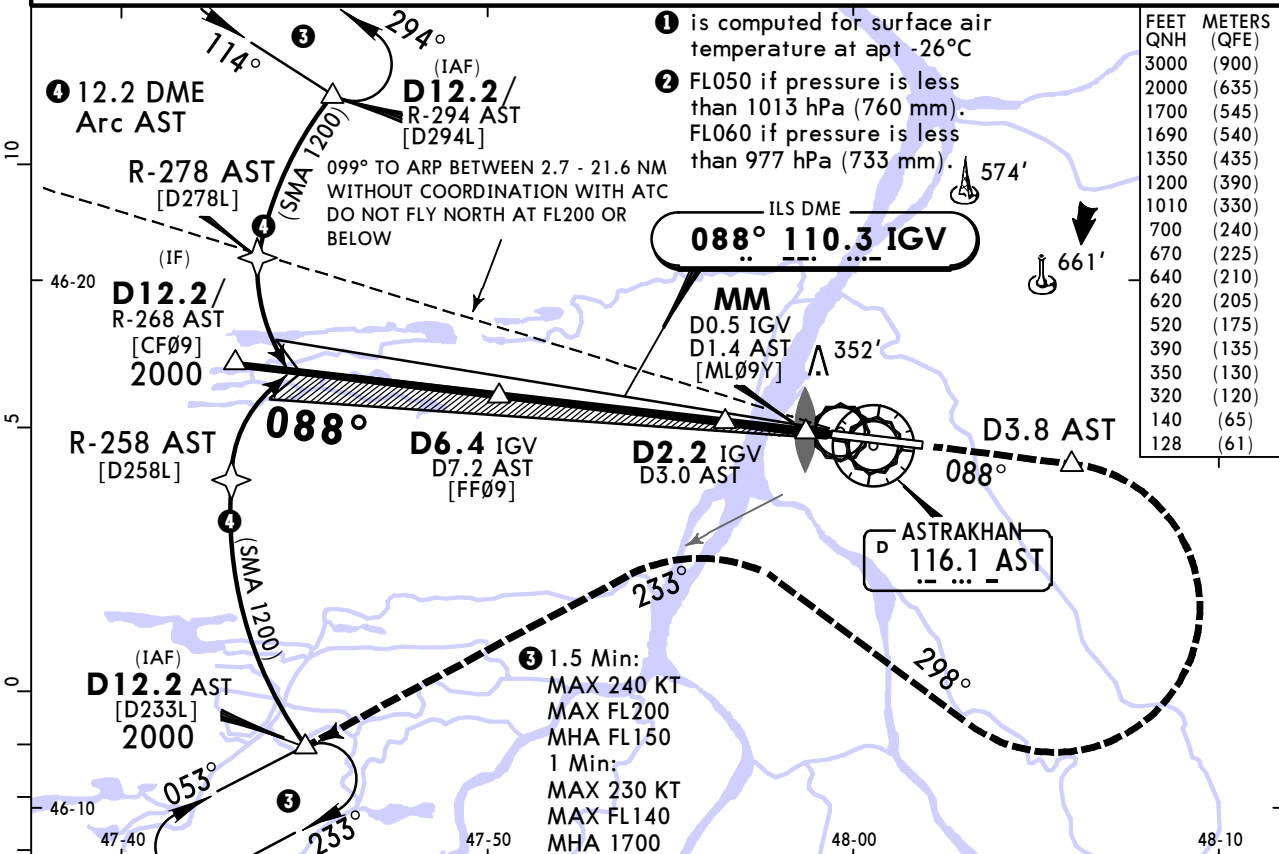 ❶ is computed for surface air
temperature at apt -26°C
❷ FL050 if pressure is less
than 1013 hPa (760 mm).
FL060 if pressure is less
than 977 hPa (733 mm).
FEET METERS
QNH (QFE)
3000 (900)
2000 (635)
1700 (545)
1690 (540)
1350 (435)
1200 (390)
1010 (330)
700 (240)
670 (225)
640 (210)
620 (205)
520 (175)
390 (135)
350 (130)
320 (120)
140 (65)
128 (61)
❸
114°
294°
(IAF)
D12.2/
R-294 AST
[D294L]
❹ 12.2 DME
Arc AST
(SMA 1200)
R-278 AST
[D278L]
❹
099° TO ARP BETWEEN 2.7 - 21.6 NM
WITHOUT COORDINATION WITH ATC
DO NOT FLY NORTH AT FL200 OR
BELOW
574'
661'
ILS DME
088° 110.3 IGV
(IF)
D12.2/
R-268 AST
[CFØ9]
2000
MM
D0.5 IGV
D1.4 AST
[MLØ9Y]
352'
088°
D6.4 IGV
D7.2 AST
[FFØ9]
D2.2 IGV
D3.0 AST
D3.8 AST
088°
R-258 AST
[D258L]
❹
(SMA 1200)
ASTRAKHAN
D 116.1 AST
233°
298°
(IAF)
D12.2 AST
[D233L]
2000
053°
❸
233°
❸ 1.5 Min:
MAX 240 KT
MAX FL200
MHA FL150
1 Min:
MAX 230 KT
MAX FL140
MHA 1700
10
46-20
5
0
46-10
47-40
47-50
48-00
48-10